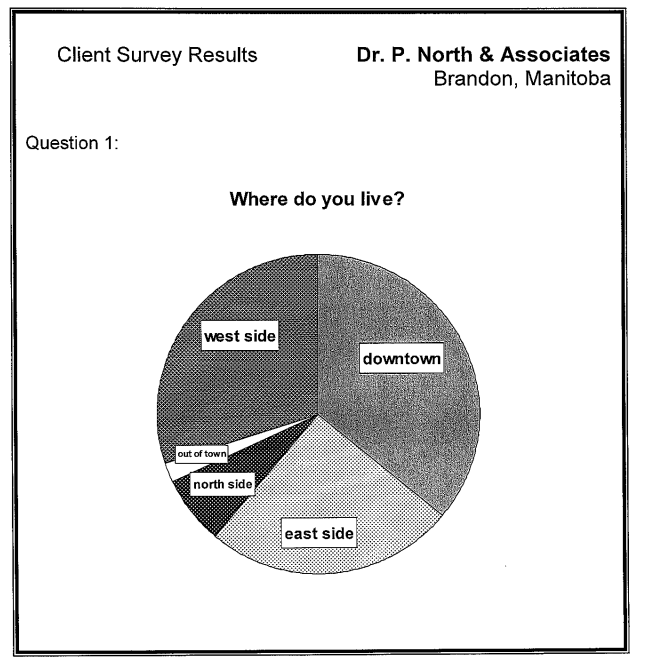 Client Survey Results
Dr. P. North & Associates
Brandon, Manitoba
Question 1:
Where do you live?
west side
downtown
out of town
north side
east side